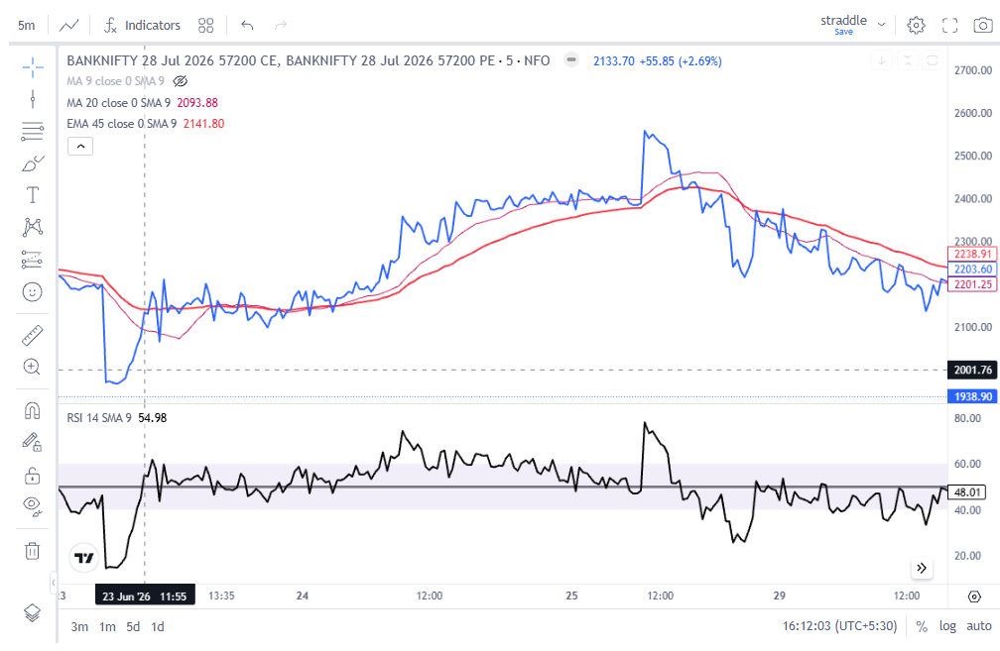 5m
Indicators
straddle
Save
BANKNIFTY 28 Jul 2026 57200 CE, BANKNIFTY 28 Jul 2026 57200 PE · 5 · NFO
2133.70 +55.85 (+2.69%)
MA 9 close 0 SMA 9
MA 20 close 0 SMA 9 2093.88
EMA 45 close 0 SMA 9 2141.80
2700.00
2600.00
2500.00
2400.00
2300.00
2238.91
2203.60
2201.25
2100.00
2001.76
1938.90
RSI 14 SMA 9 54.98
80.00
60.00
48.01
40.00
20.00
23 Jun '26 11:55
13:35
24
12:00
25
12:00
29
12:00
3m 1m 5d 1d
16:12:03 (UTC+5:30)
% log auto